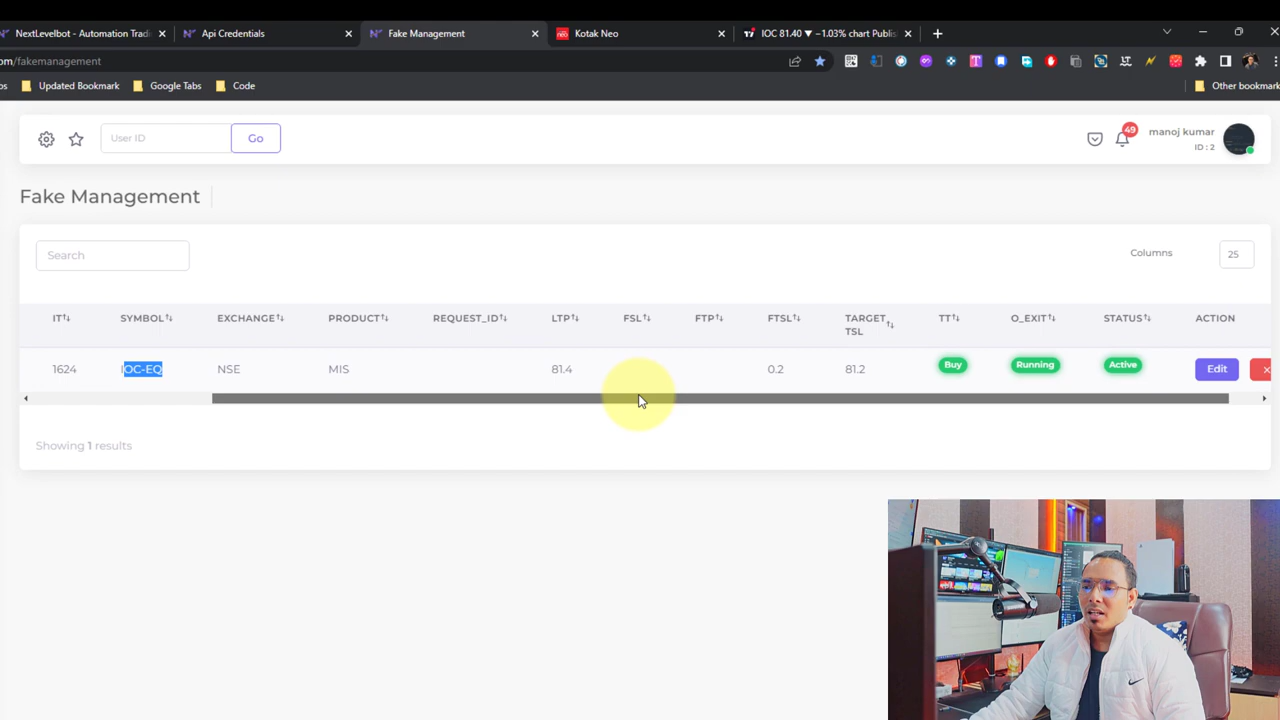 NextLevelbot - Automation Tradi
Api Credentials
Fake Management
neo Kotak Neo
IOC 81.40 ▼ −1.03% chart Publis
om/fakemanagement
os
Updated Bookmark
Google Tabs
Code
Other bookmark
User ID
Go
49
manoj kumar
ID : 2
Fake Management
Search
Columns
25
IT SYMBOL EXCHANGE PRODUCT REQUEST_ID LTP FSL FTP FTSL TARGET TSL TT O_EXIT STATUS ACTION
1624 IOC-EQ NSE MIS 81.4 0.2 81.2 Buy Running Active Edit ×
Showing 1 results